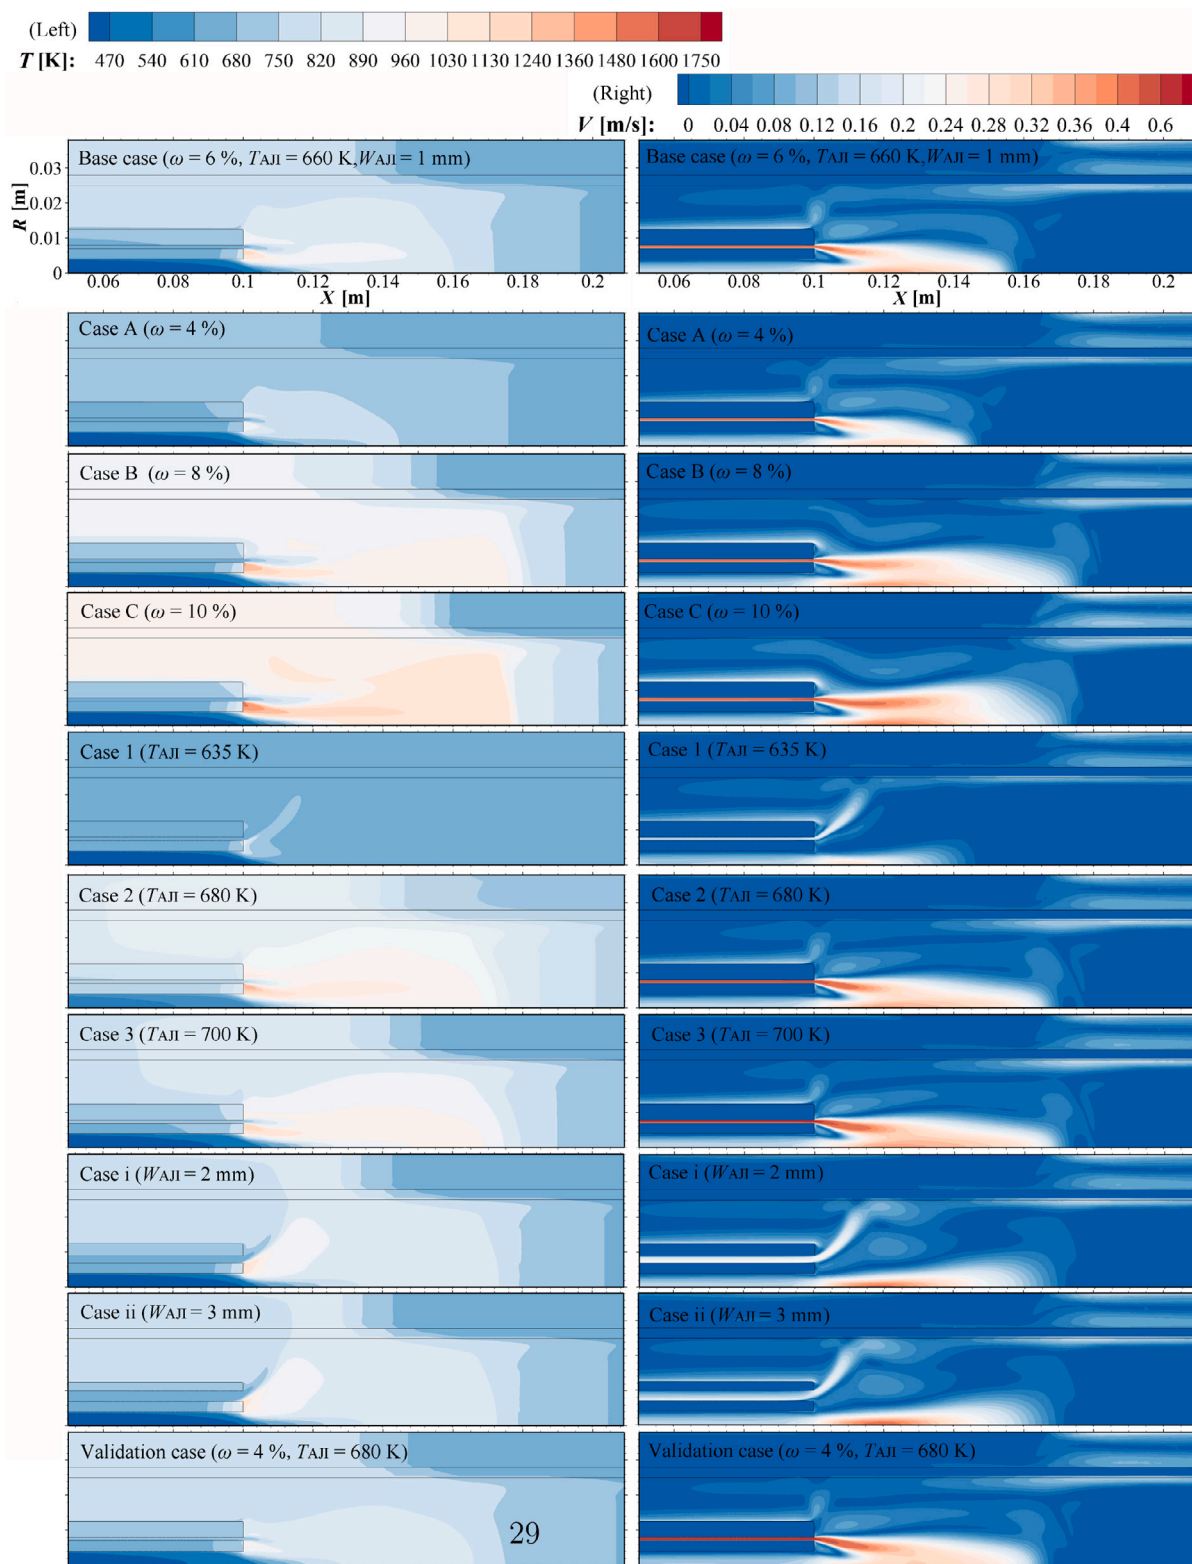 (Left)
T [K]: 470 540 610 680 750 820 890 960 1030 1130 1240 1360 1480 1600 1750
(Right)
V [m/s]: 0 0.04 0.08 0.12 0.16 0.2 0.24 0.28 0.32 0.36 0.4 0.6
Base case (ω = 6 %, TAJI = 660 K, WAJI = 1 mm)
Base case (ω = 6 %, TAJI = 660 K, WAJI = 1 mm)
0.03
0.02
0.01
0
R [m]
0.06 0.08 0.1 0.12 0.14 0.16 0.18 0.2
X [m]
0.06 0.08 0.1 0.12 0.14 0.16 0.18 0.2
X [m]
Case A (ω = 4 %)
Case A (ω = 4 %)
Case B (ω = 8 %)
Case B (ω = 8 %)
Case C (ω = 10 %)
Case C (ω = 10 %)
Case 1 (TAJI = 635 K)
Case 1 (TAJI = 635 K)
Case 2 (TAJI = 680 K)
Case 2 (TAJI = 680 K)
Case 3 (TAJI = 700 K)
Case 3 (TAJI = 700 K)
Case i (WAJI = 2 mm)
Case i (WAJI = 2 mm)
Case ii (WAJI = 3 mm)
Case ii (WAJI = 3 mm)
Validation case (ω = 4 %, TAJI = 680 K)
Validation case (ω = 4 %, TAJI = 680 K)
29